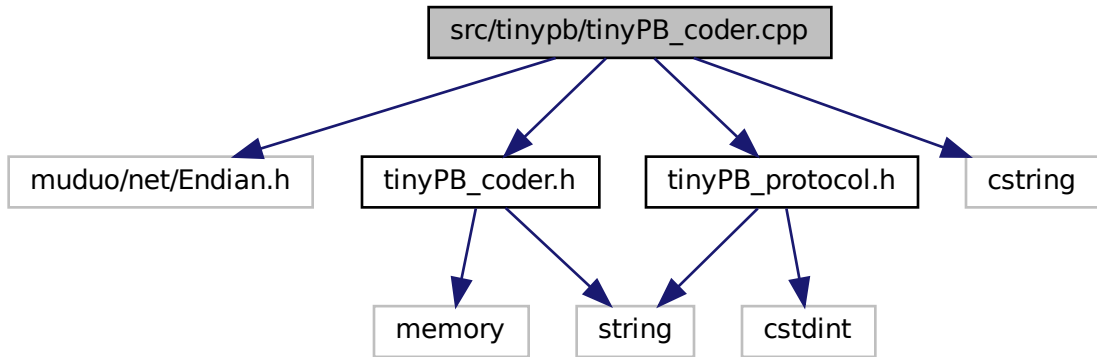 src/tinypb/tinyPB_coder.cpp
muduo/net/Endian.h
tinyPB_coder.h
tinyPB_protocol.h
cstring
memory
string
cstdint